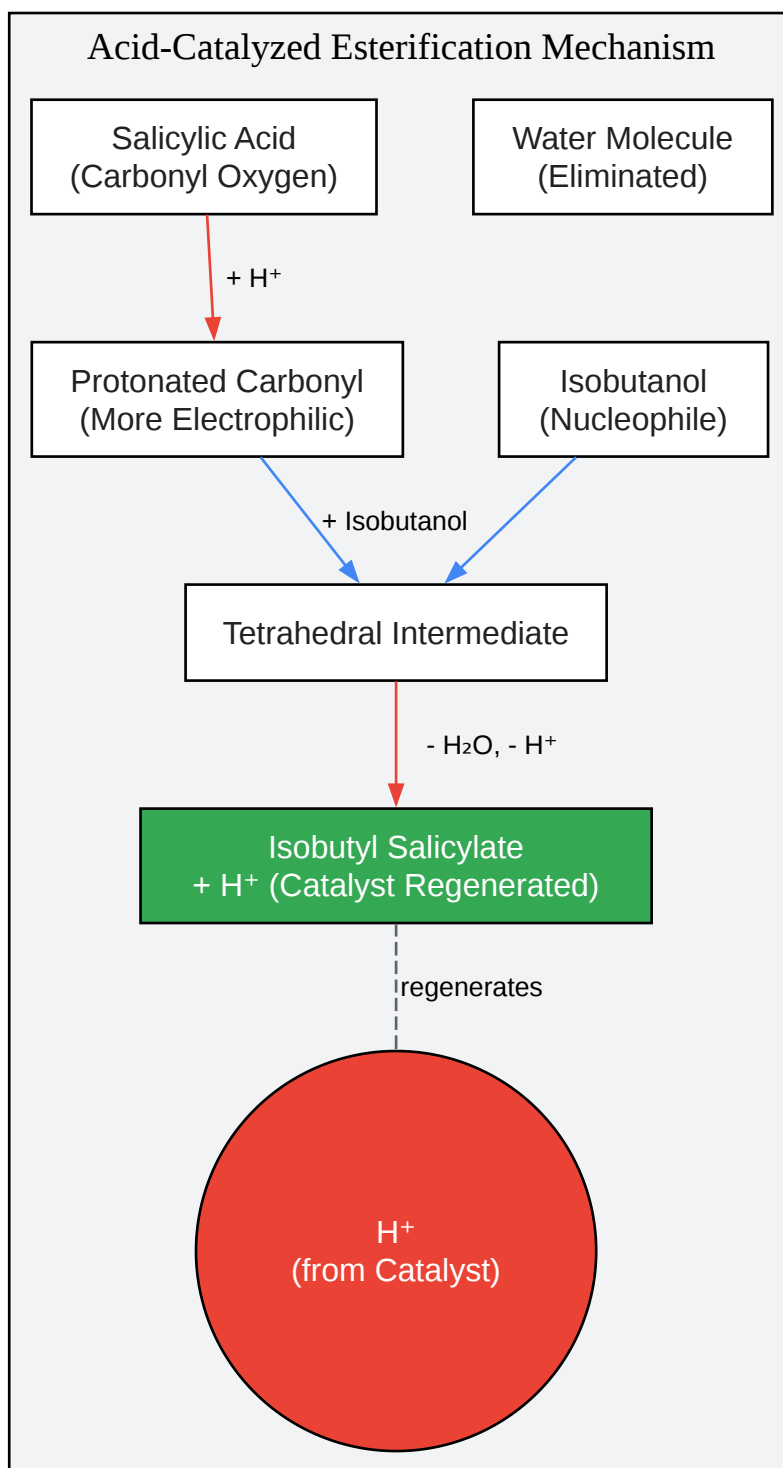 Acid-Catalyzed Esterification Mechanism
Salicylic Acid
(Carbonyl Oxygen)
Water Molecule
(Eliminated)
+ H⁺
Protonated Carbonyl
(More Electrophilic)
Isobutanol
(Nucleophile)
+ Isobutanol
Tetrahedral Intermediate
- H₂O, - H⁺
Isobutyl Salicylate
+ H⁺ (Catalyst Regenerated)
regenerates
H⁺
(from Catalyst)